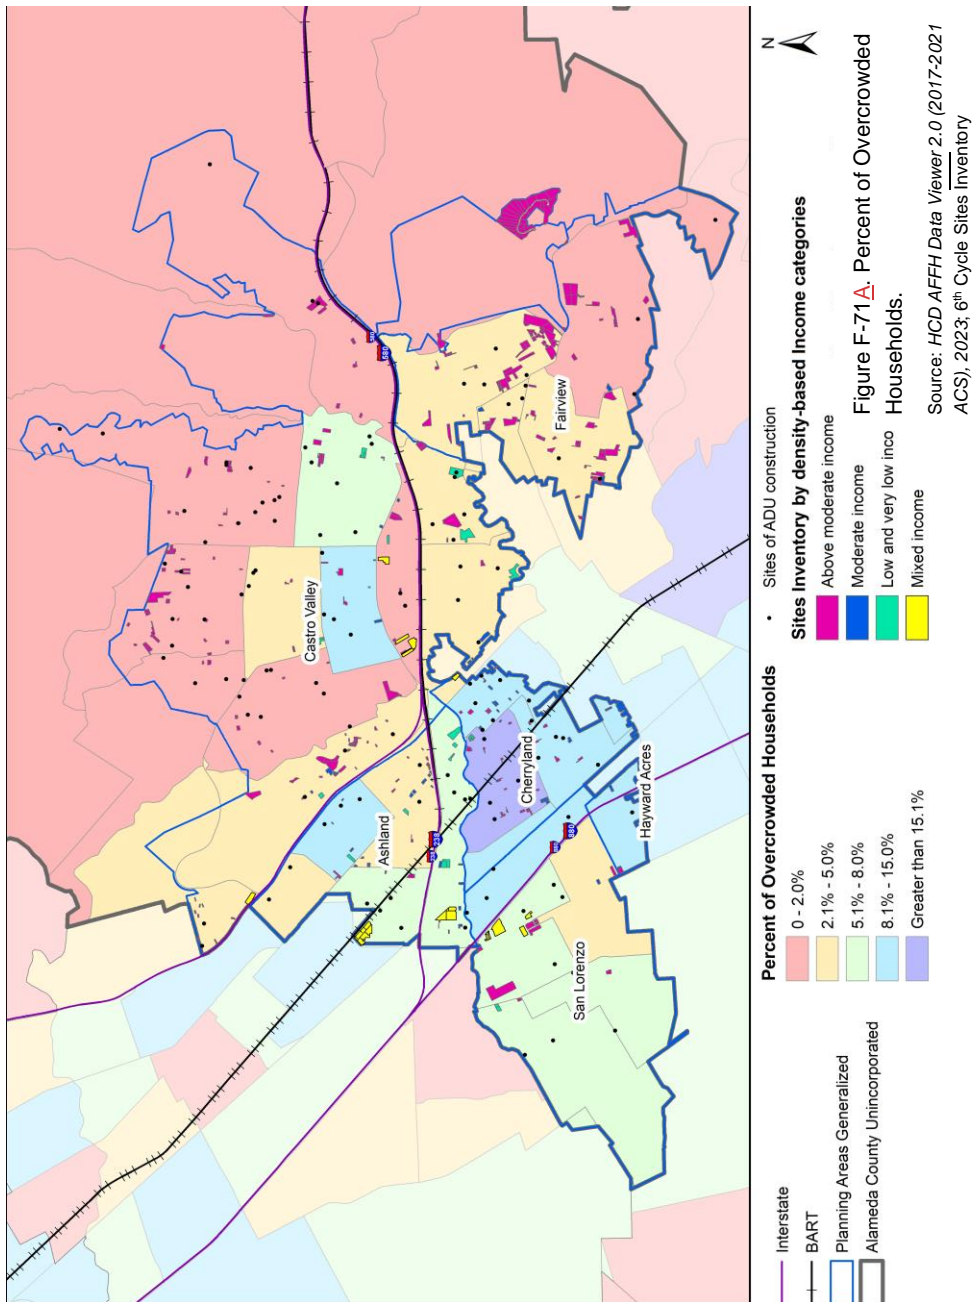 Castro Valley
Fairview
Ashland
Cherryland
Hayward Acres
San Lorenzo
580
238
880
N
Interstate
BART
Planning Areas Generalized
Alameda County Unincorporated
Percent of Overcrowded Households
0 - 2.0%
2.1% - 5.0%
5.1% - 8.0%
8.1% - 15.0%
Greater than 15.1%
• Sites of ADU construction
Sites Inventory by density-based Income categories
Above moderate income
Moderate income
Low and very low inco
Mixed income
Figure F-71A. Percent of Overcrowded
Households.
Source: HCD AFFH Data Viewer 2.0 (2017-2021
ACS), 2023; 6th Cycle Sites Inventory